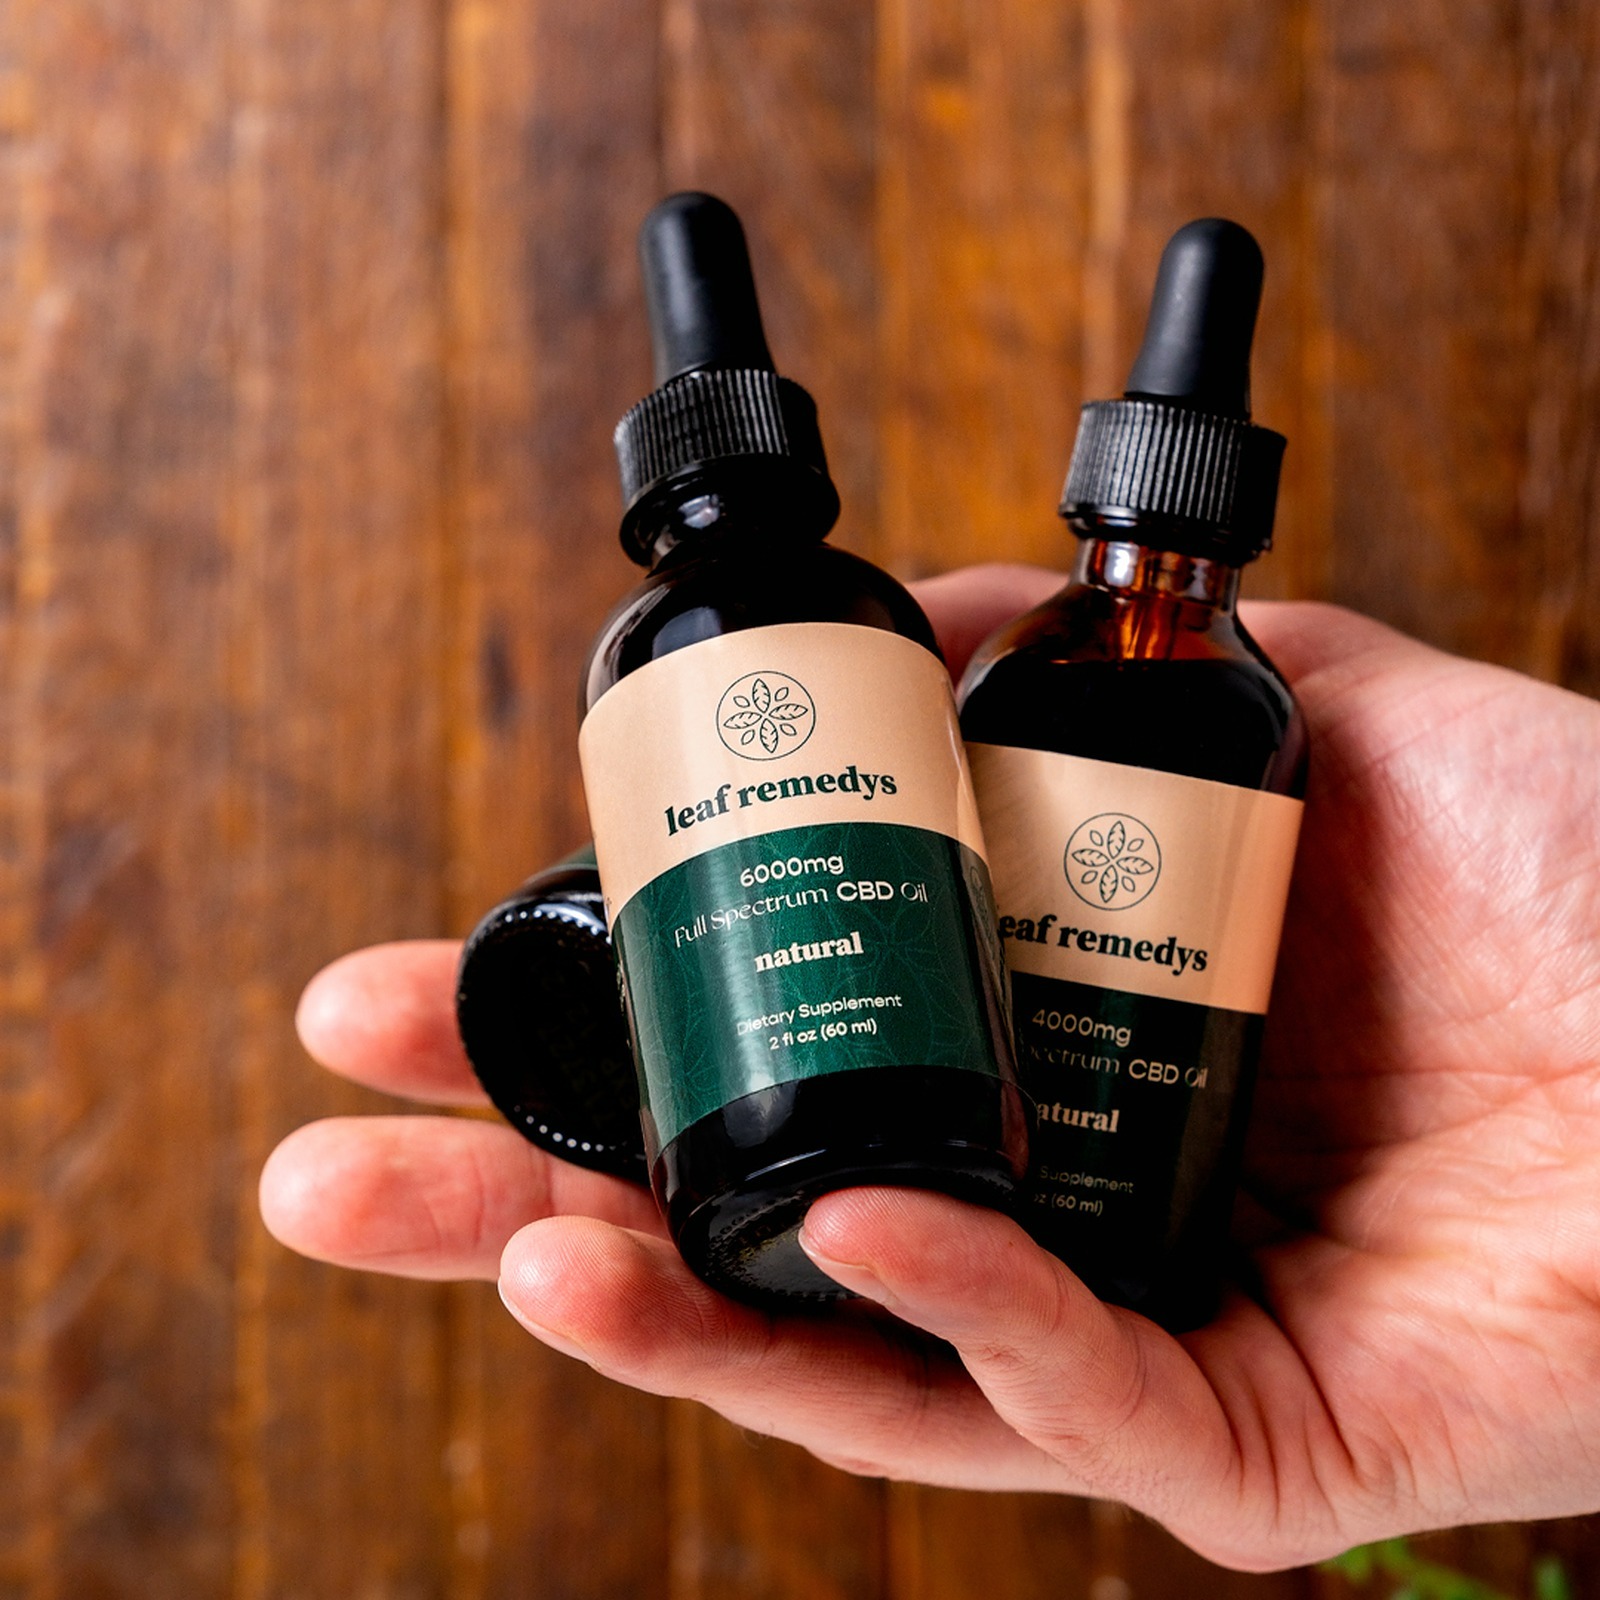 leaf remedys
6000mg
Full Spectrum CBD Oil
natural
Dietary Supplement
2 fl oz (60 ml)
eaf remedys
4000mg
pectrum CBD Oil
atural
Supplement
oz (60 ml)